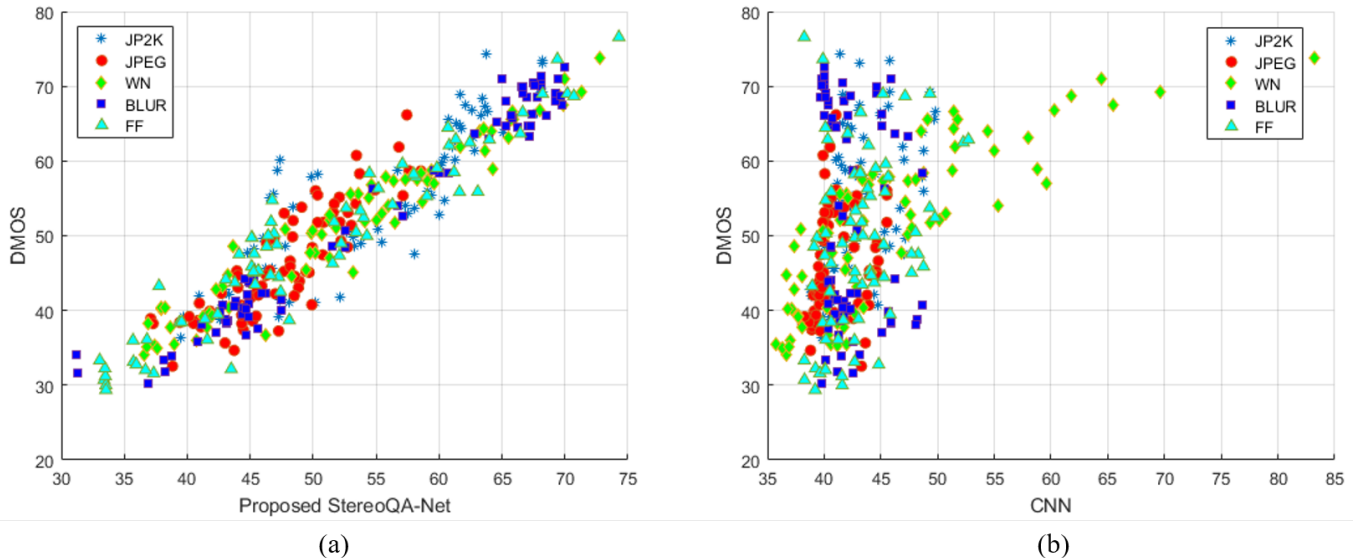 80
70
60
50
40
30
20
DMOS
30 35 40 45 50 55 60 65 70 75
Proposed StereoQA-Net
JP2K
JPEG
WN
BLUR
FF
(a)
80
70
60
50
40
30
20
DMOS
35 40 45 50 55 60 65 70 75 80 85
CNN
JP2K
JPEG
WN
BLUR
FF
(b)